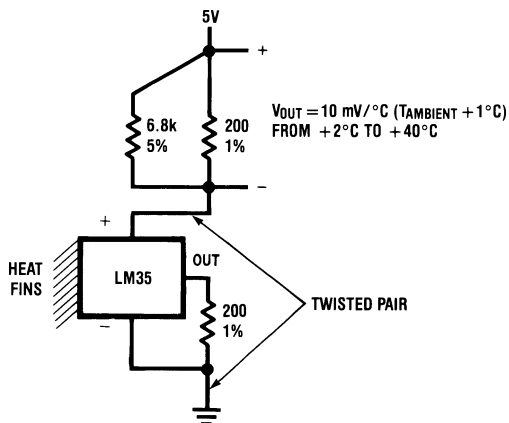 5V
+
6.8k
5%
200
1%
VOUT = 10 mV/°C (TAMBIENT + 1°C)
FROM +2°C TO +40°C
−
+
HEAT
FINS
LM35
OUT
−
200
1%
TWISTED PAIR